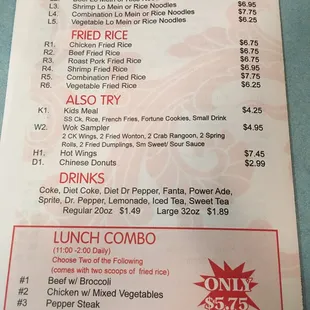 L3. Shrimp Lo Mein or Rice Noodles $6.95
L4. Combination Lo Mein or Rice Noodles $7.75
L5. Vegetable Lo Mein or Rice Noodles $6.25
FRIED RICE
R1. Chicken Fried Rice $6.75
R2. Beef Fried Rice $6.75
R3. Roast Pork Fried Rice $6.75
R4. Shrimp Fried Rice $6.95
R5. Combination Fried Rice $7.75
R6. Vegetable Fried Rice $6.25
ALSO TRY
K1. Kids Meal $4.25
SS Ck, Rice, French Fries, Fortune Cookies, Small Drink
W2. Wok Sampler $4.95
2 CK Wings, 2 Fried Wonton, 2 Crab Rangoon, 2 Spring
Rolls, 2 Fried Dumplings, Sm Sweet/ Sour Sauce
H1. Hot Wings $7.45
D1. Chinese Donuts $2.99
DRINKS
Coke, Diet Coke, Diet Dr Pepper, Fanta, Power Ade,
Sprite, Dr. Pepper, Lemonade, Iced Tea, Sweet Tea
Regular 20oz $1.49 Large 32oz $1.89
LUNCH COMBO
(11:00 -2:00 Daily)
Choose Two of the Following
(comes with two scoops of fried rice)
#1 Beef w/ Broccoli
#2 Chicken w/ Mixed Vegetables
#3 Pepper Steak
ONLY
$5.75